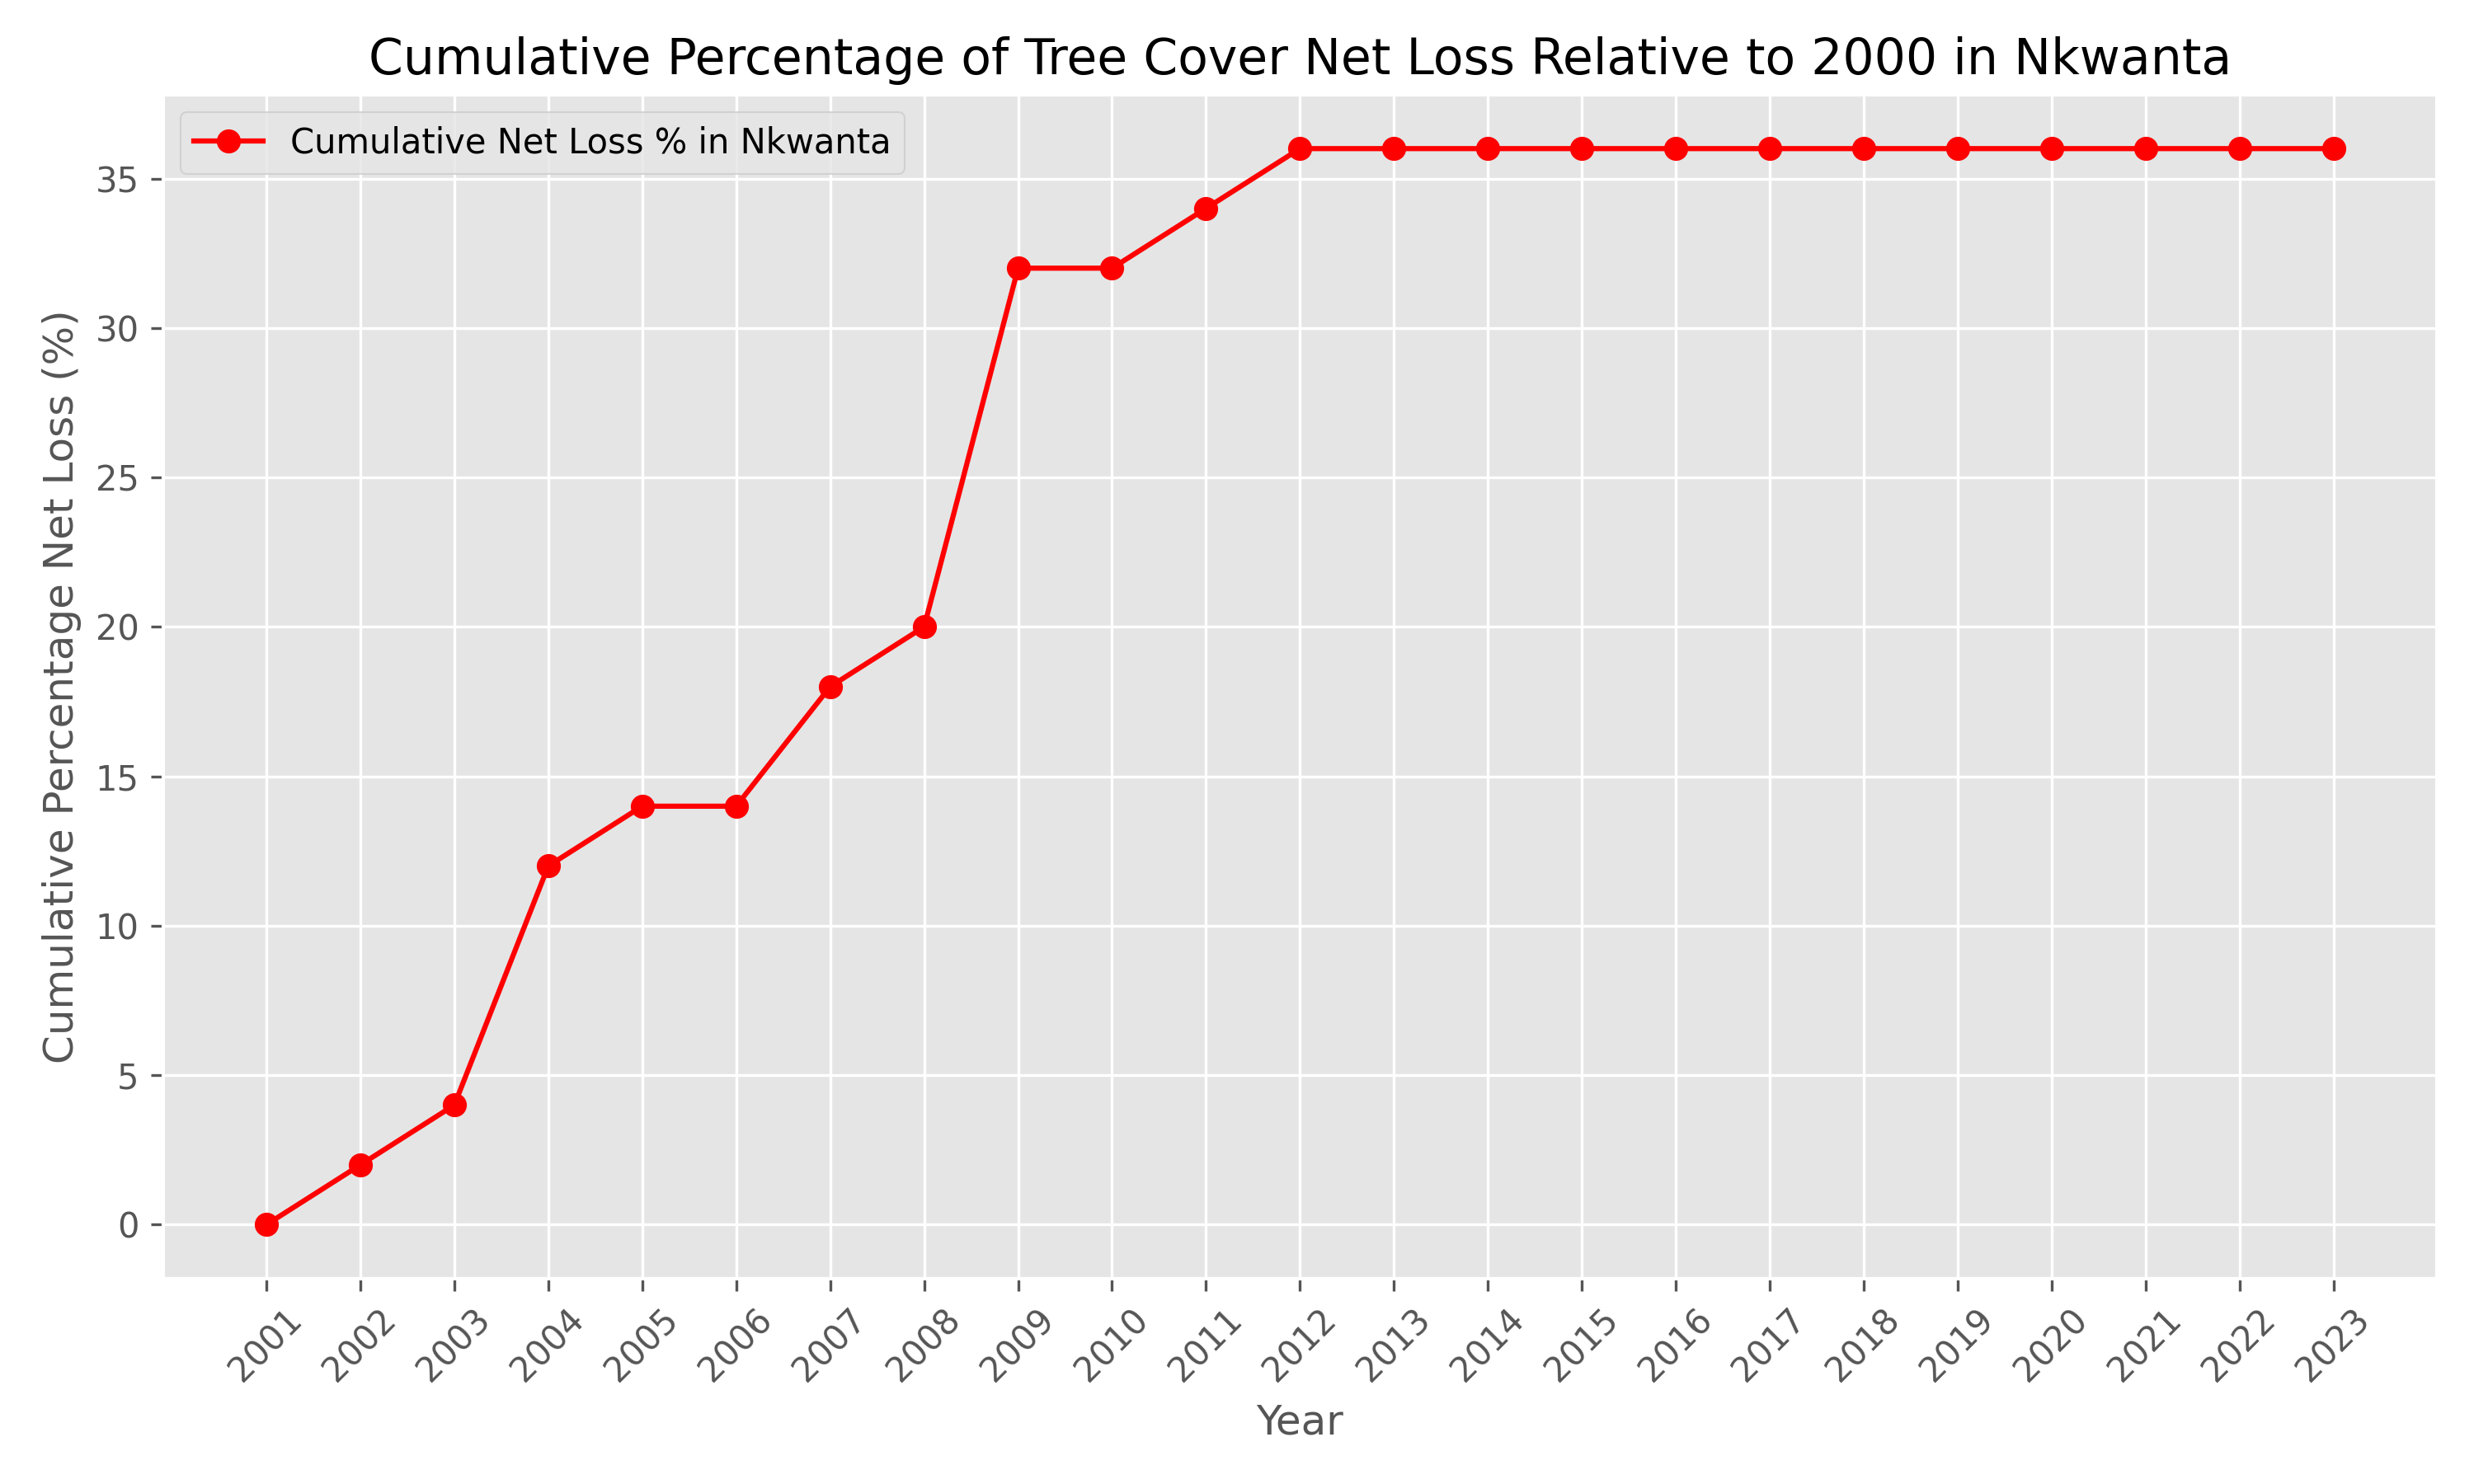 Cumulative Percentage of Tree Cover Net Loss Relative to 2000 in Nkwanta
Cumulative Net Loss % in Nkwanta
Cumulative Percentage Net Loss (%)
35
30
25
20
15
10
5
0
2001 2002 2003 2004 2005 2006 2007 2008 2009 2010 2011 2012 2013 2014 2015 2016 2017 2018 2019 2020 2021 2022 2023
Year